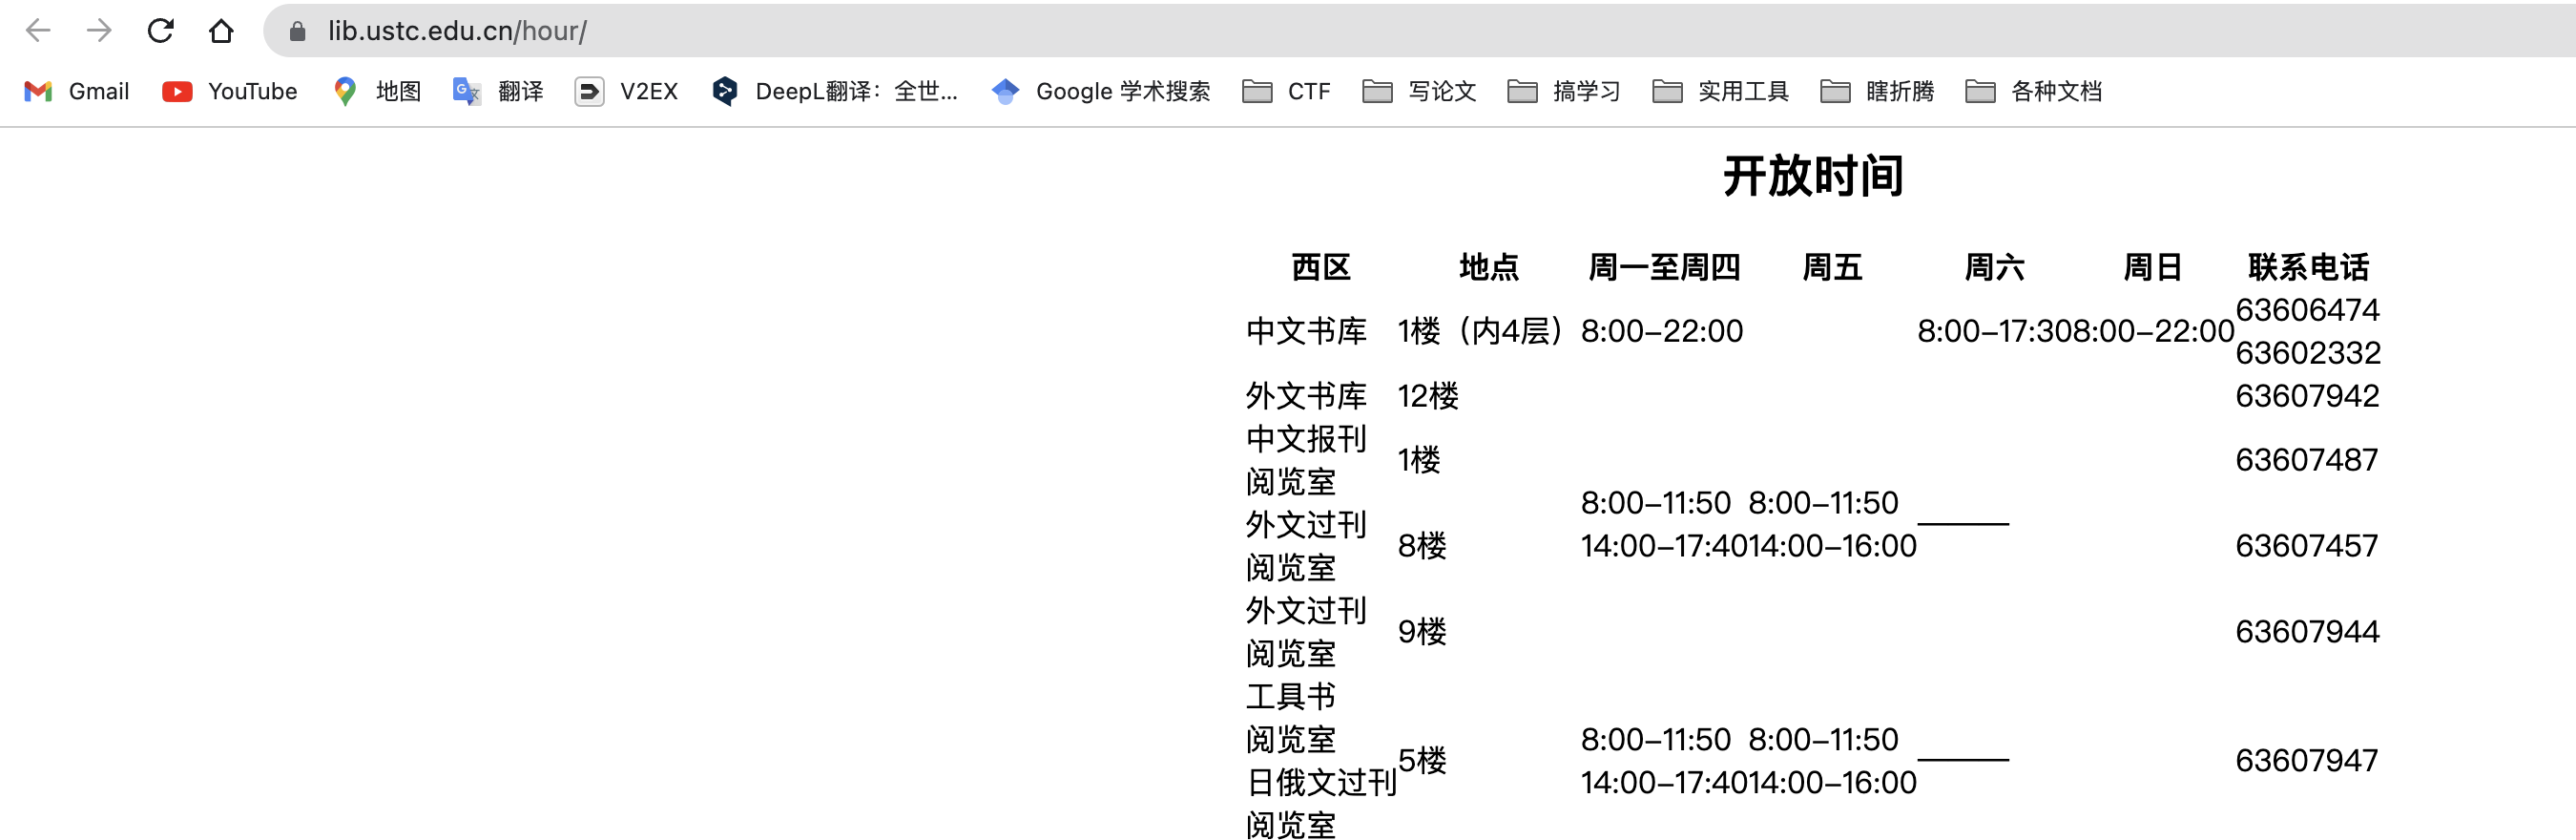 lib.ustc.edu.cn/hour/
Gmail YouTube 地图 翻译 V2EX DeepL翻译：全世... Google 学术搜索 CTF 写论文 搞学习 实用工具 瞎折腾 各种文档
开放时间
西区 地点 周一至周四 周五 周六 周日 联系电话
中文书库 1楼（内4层） 8:00–22:00 8:00–17:30 8:00–22:00 63606474
63602332
外文书库 12楼 63607942
中文报刊
阅览室
1楼 63607487
外文过刊
阅览室
8楼
8:00–11:50 8:00–11:50
14:00–17:40 14:00–16:00
63607457
外文过刊
阅览室
9楼 63607944
工具书
阅览室
日俄文过刊
阅览室
5楼
8:00–11:50 8:00–11:50
14:00–17:40 14:00–16:00
63607947